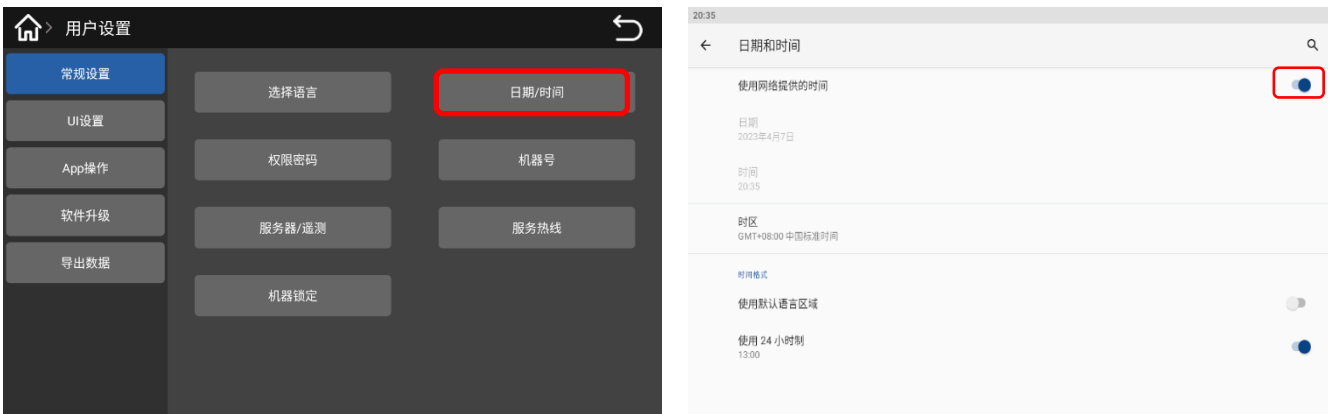 用户设置
常规设置
UI设置
App操作
软件升级
导出数据
选择语言
日期/时间
权限密码
机器号
服务器/遥测
服务热线
机器锁定
20:35
日期和时间
使用网络提供的时间
日期
2023年4月7日
时间
20:35
时区
GMT+08:00 中国标准时间
时间格式
使用默认语言区域
使用 24 小时制
13:00